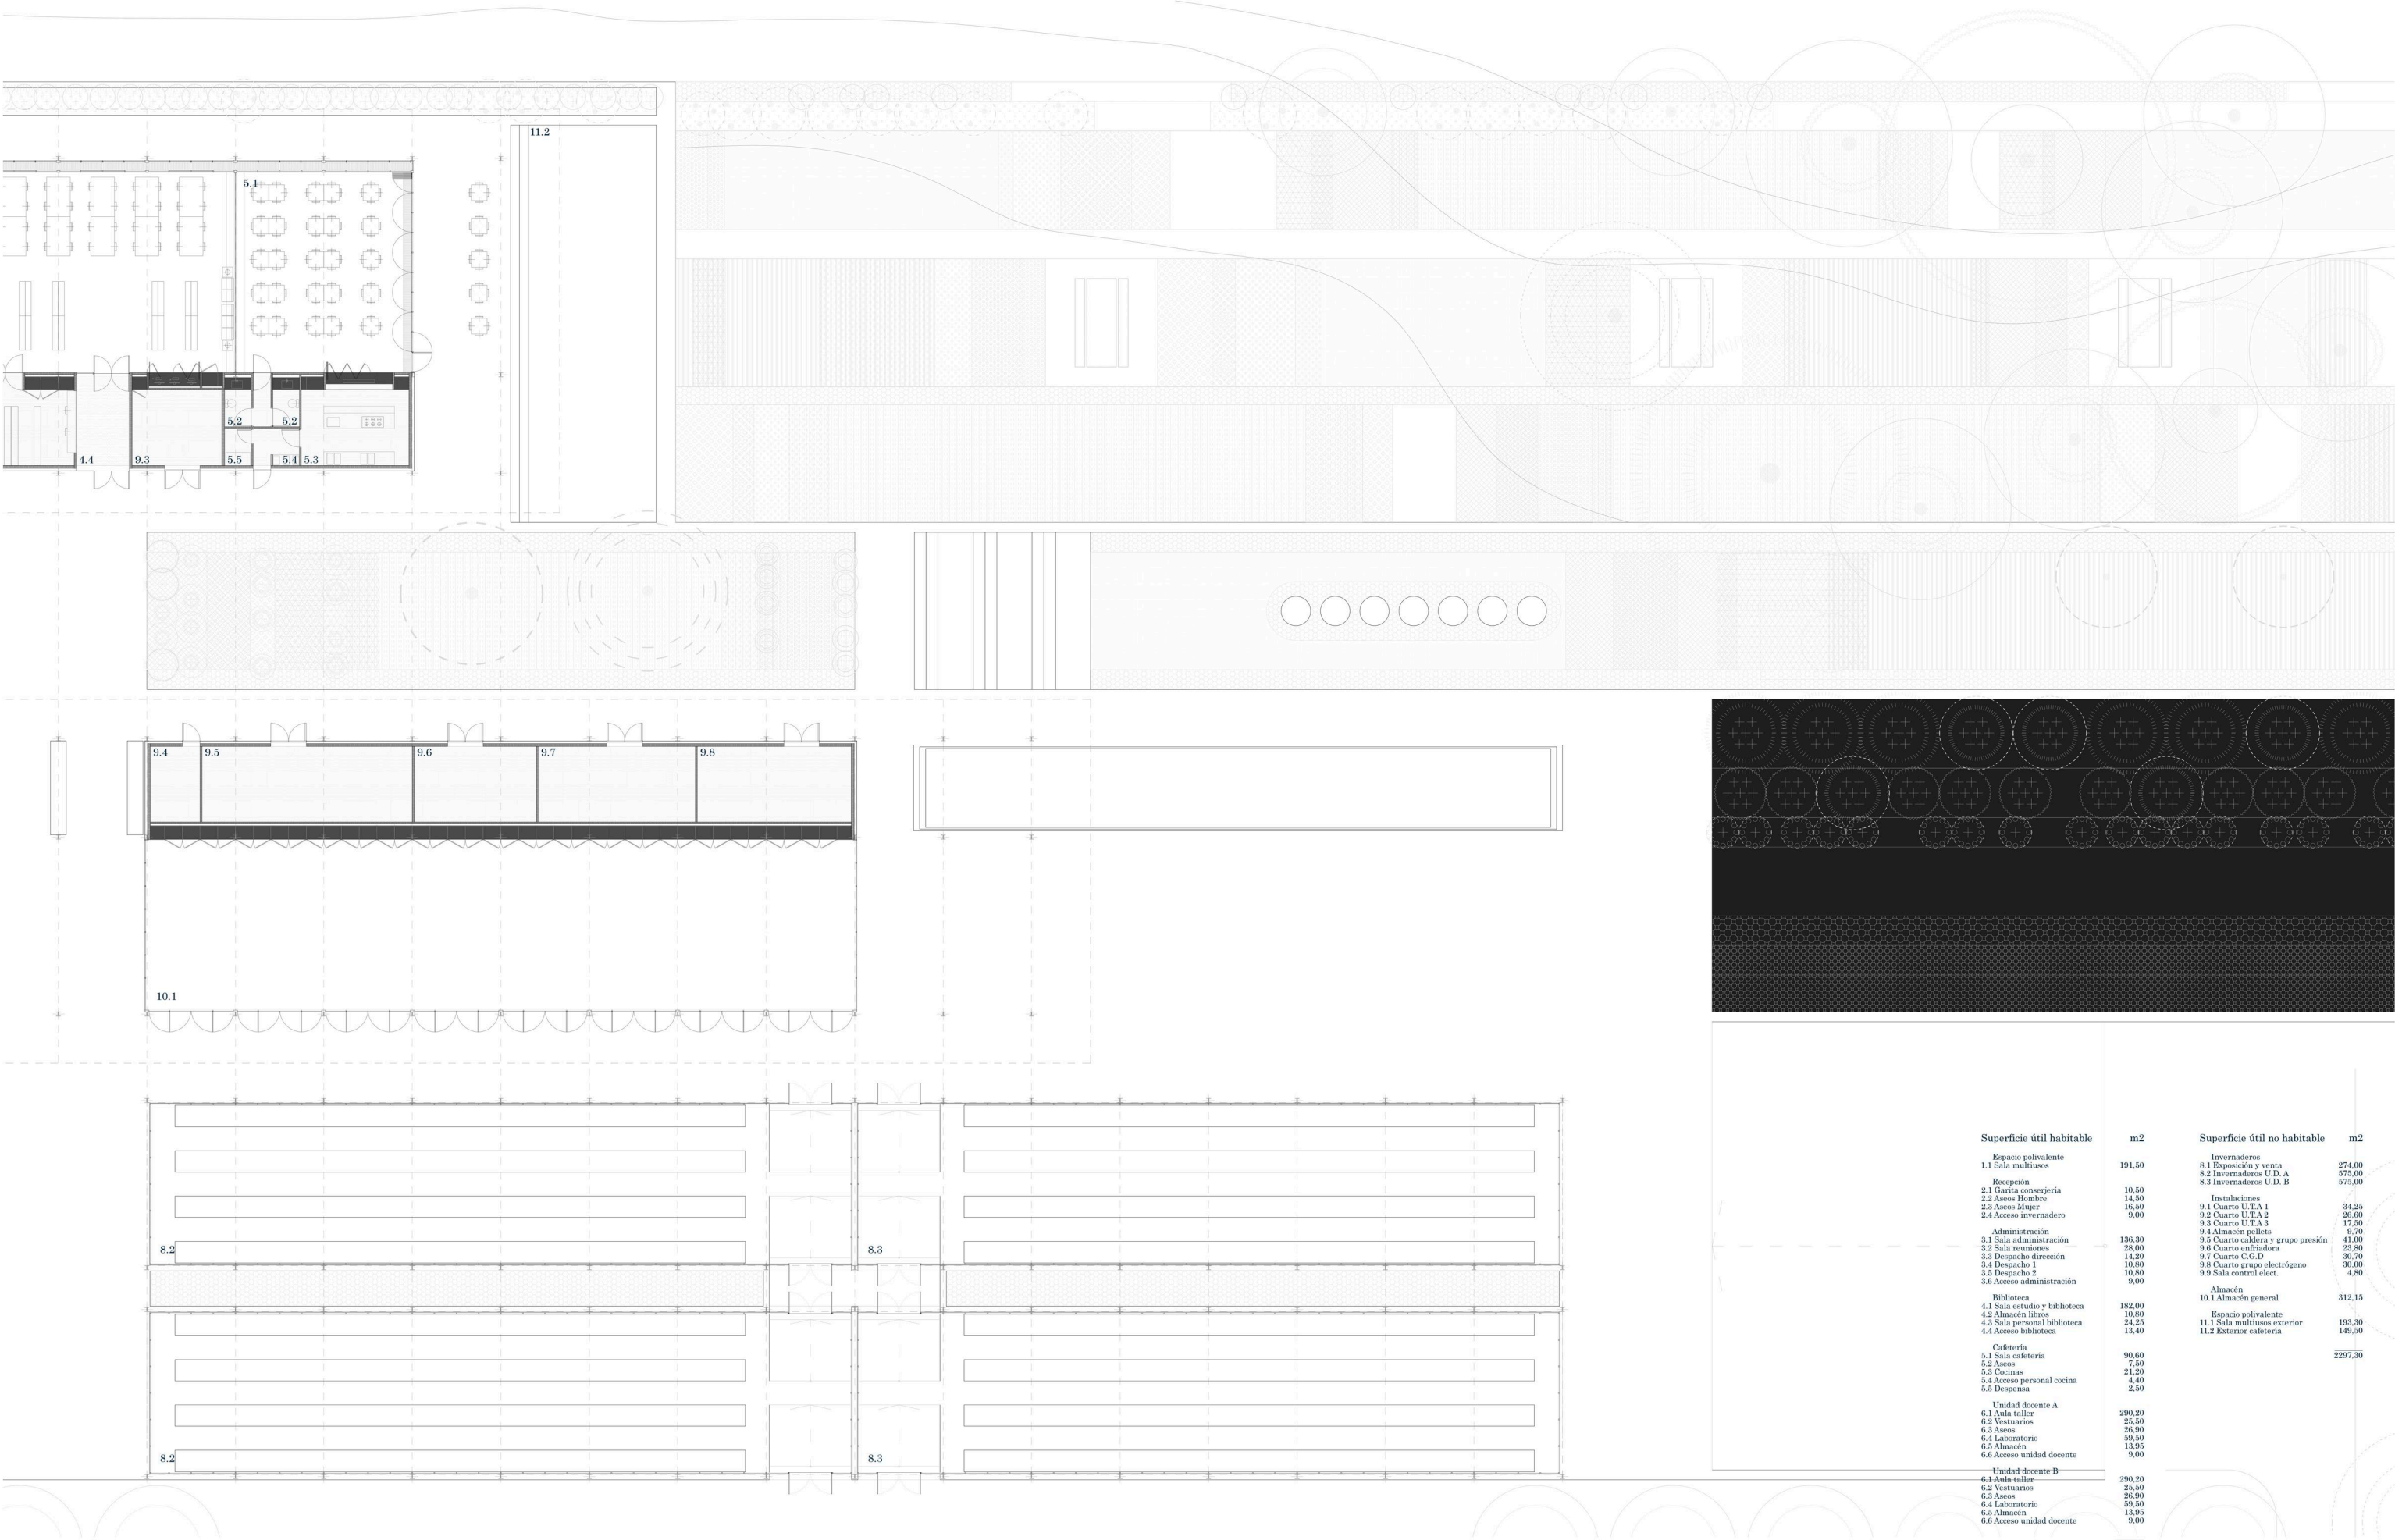 11.2
5.1
5.2
5.2
4.4
9.3
5.5
5.4
5.3
9.4
9.5
9.6
9.7
9.8
10.1
8.2
8.3
8.2
8.3
Superficie útil habitable m2
Espacio polivalente
1.1 Sala multiusos 191,50
Recepción
2.1 Garita conserjería 10,50
2.2 Aseos Hombre 14,50
2.3 Aseos Mujer 16,50
2.4 Acceso invernadero 9,00
Administración
3.1 Sala administración 136,30
3.2 Sala reuniones 28,00
3.3 Despacho dirección 14,20
3.4 Despacho 1 10,80
3.5 Despacho 2 10,80
3.6 Acceso administración 9,00
Biblioteca
4.1 Sala estudio y biblioteca 182,00
4.2 Almacén libros 10,80
4.3 Sala personal biblioteca 24,25
4.4 Acceso biblioteca 13,40
Cafetería
5.1 Sala cafetería 90,60
5.2 Aseos 7,50
5.3 Cocinas 21,20
5.4 Acceso personal cocina 4,40
5.5 Despensa 2,50
Unidad docente A
6.1 Aula taller 290,20
6.2 Vestuarios 25,50
6.3 Aseos 26,90
6.4 Laboratorio 59,50
6.5 Almacén 13,95
6.6 Acceso unidad docente 9,00
Unidad docente B
6.1 Aula taller 290,20
6.2 Vestuarios 25,50
6.3 Aseos 26,90
6.4 Laboratorio 59,50
6.5 Almacén 13,95
6.6 Acceso unidad docente 9,00
Superficie útil no habitable m2
Invernaderos
8.1 Exposición y venta 274,00
8.2 Invernaderos U.D. A 575,00
8.3 Invernaderos U.D. B 575,00
Instalaciones
9.1 Cuarto U.T.A 1 34,25
9.2 Cuarto U.T.A 2 26,60
9.3 Cuarto U.T.A 3 17,50
9.4 Almacén pellets 9,70
9.5 Cuarto caldera y grupo presión 41,00
9.6 Cuarto enfriadora 23,80
9.7 Cuarto C.G.D 30,70
9.8 Cuarto grupo electrógeno 30,00
9.9 Sala control elect. 4,80
Almacén
10.1 Almacén general 312,15
Espacio polivalente
11.1 Sala multiusos exterior 193,30
11.2 Exterior cafetería 149,50
2297,30